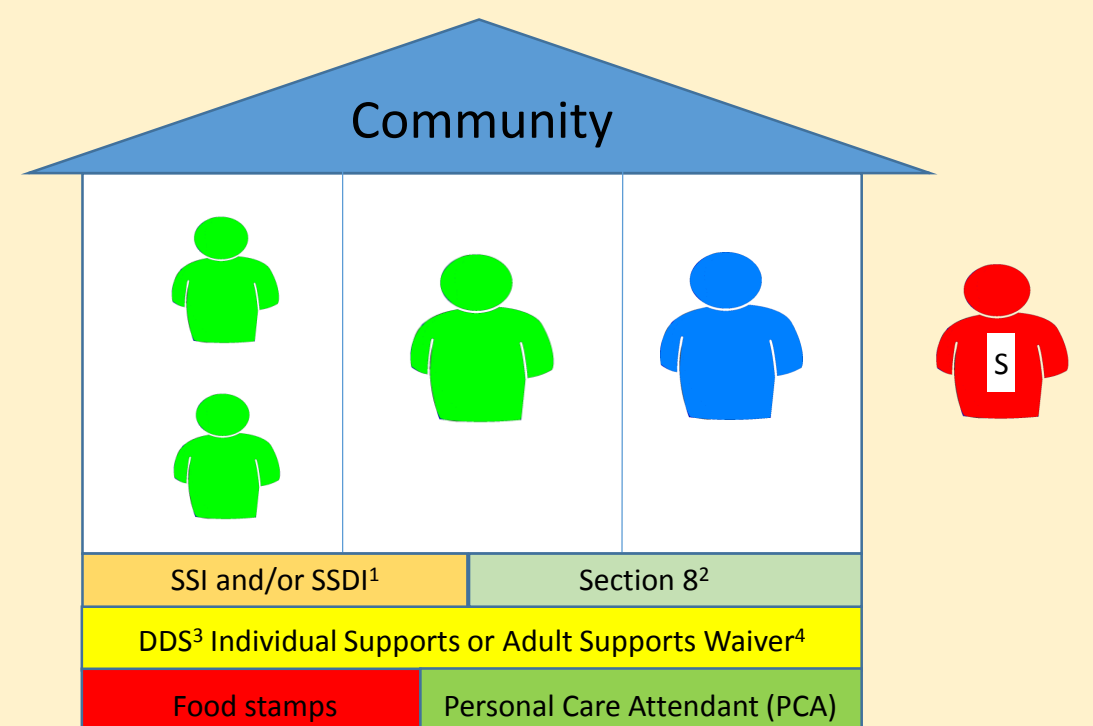 Community
S
SSI and/or SSDI¹
Section 8²
DDS³ Individual Supports or Adult Supports Waiver⁴
Food stamps
Personal Care Attendant (PCA)